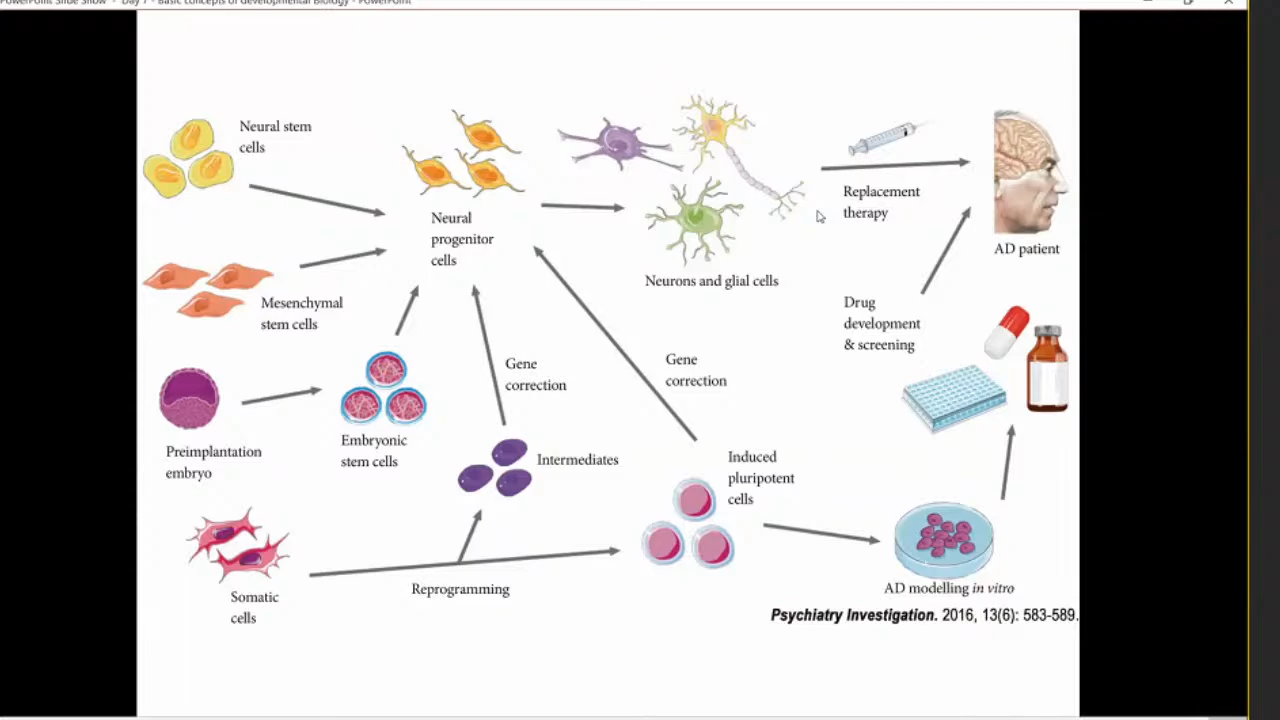 PowerPoint Slide Show - Day 7 - Basic concepts of developmental Biology - PowerPoint
Neural stem
cells
Neural
progenitor
cells
Replacement
therapy
AD patient
Neurons and glial cells
Mesenchymal
stem cells
Drug
development
& screening
Gene
correction
Gene
correction
Preimplantation
embryo
Embryonic
stem cells
Intermediates
Induced
pluripotent
cells
Somatic
cells
Reprogramming
AD modelling in vitro
Psychiatry Investigation. 2016, 13(6): 583-589.